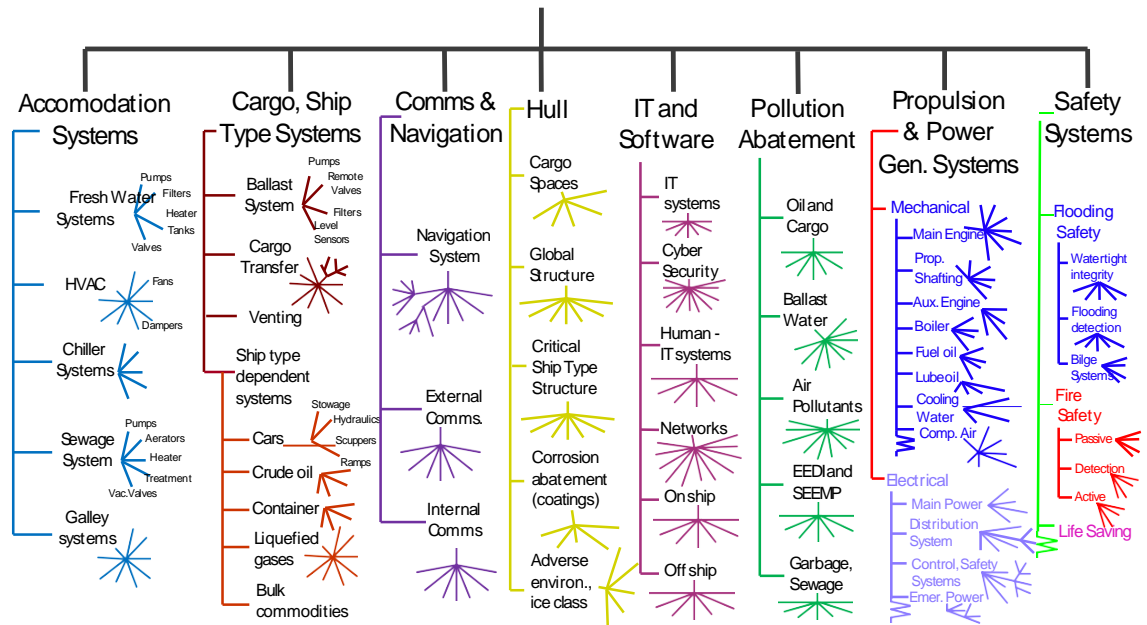 Accomodation
Systems
Fresh Water
Systems
Pumps
Filters
Heater
Tanks
Valves
HVAC
Fans
Dampers
Chiller
Systems
Sewage
System
Pumps
Aerators
Heater
Treatment
Vac.Valves
Galley
systems
Cargo, Ship
Type Systems
Ballast
System
Pumps
Remote
Valves
Filters
Level
Sensors
Cargo
Transfer
Venting
Ship type
dependent
systems
Cars
Stowage
Hydraulics
Scuppers
Ramps
Crude oil
Container
Liquefied
gases
Bulk
commodities
Comms &
Navigation
Navigation
System
External
Comms.
Internal
Comms
Hull
Cargo
Spaces
Global
Structure
Critical
Ship Type
Structure
Corrosion
abatement
(coatings)
Adverse
environ.,
ice class
IT and
Software
IT
systems
Cyber
Security
Human -
IT systems
Networks
On ship
Off ship
Pollution
Abatement
Oil and
Cargo
Ballast
Water
Air
Pollutants
EEDI and
SEEMP
Garbage,
Sewage
Propulsion
& Power
Gen. Systems
Mechanical
Main Engine
Prop.
Shafting
Aux. Engine
Boiler
Fuel oil
Lube oil
Cooling
Water
Comp. Air
Electrical
Main Power
Distribution
System
Control, Safety
Systems
Emer. Power
Safety
Systems
Flooding
Safety
Watertight
integrity
Flooding
detection
Bilge
Systems
Fire
Safety
Passive
Detection
Active
Life Saving